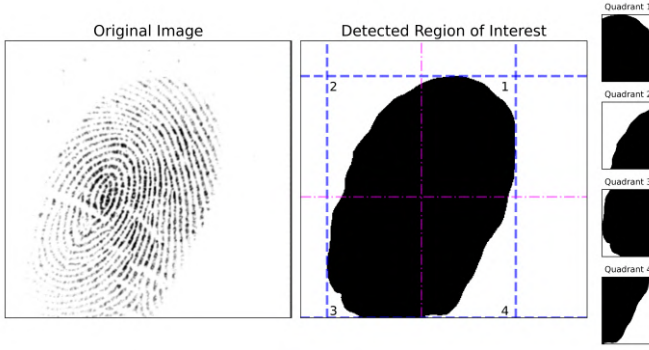 Original Image
Detected Region of Interest
2
1
3
4
Quadrant 1
Quadrant 2
Quadrant 3
Quadrant 4